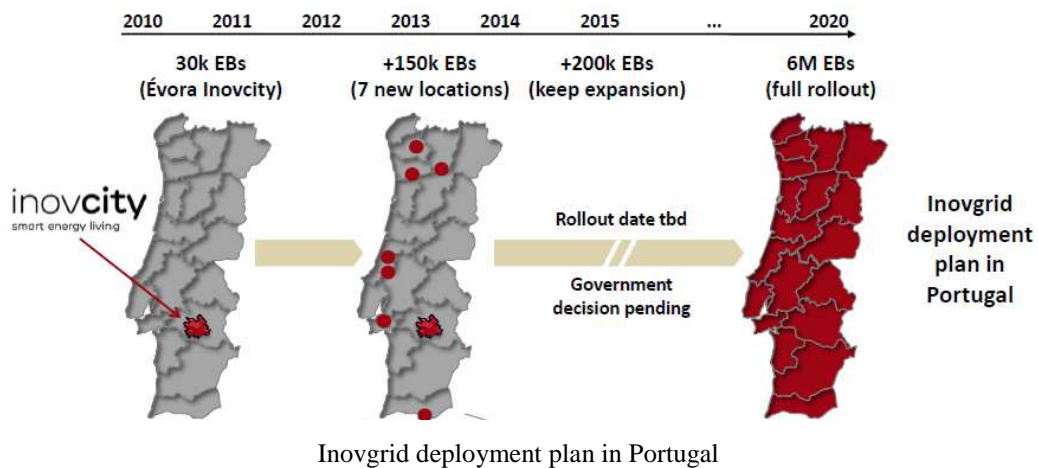 2010 2011 2012 2013 2014 2015 ... 2020
30k EBs
(Évora Inovcity)
+150k EBs
(7 new locations)
+200k EBs
(keep expansion)
6M EBs
(full rollout)
inovcity
smart energy living
Rollout date tbd
Government
decision pending
Inovgrid
deployment
plan in
Portugal
Inovgrid deployment plan in Portugal